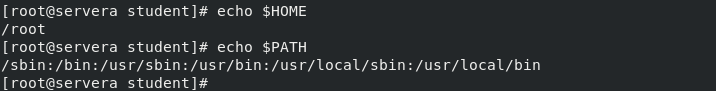 [root@servera student]# echo $HOME
/root
[root@servera student]# echo $PATH
/sbin:/bin:/usr/sbin:/usr/bin:/usr/local/sbin:/usr/local/bin
[root@servera student]#